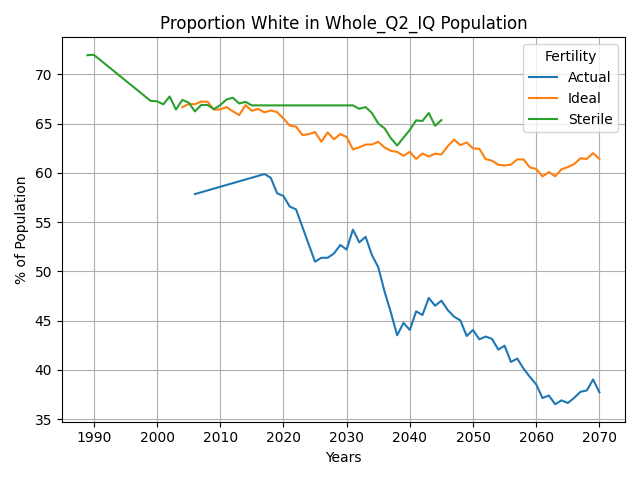 Proportion White in Whole_Q2_IQ Population
Fertility
Actual
Ideal
Sterile
% of Population
70
65
60
55
50
45
40
35
1990
2000
2010
2020
2030
2040
2050
2060
2070
Years